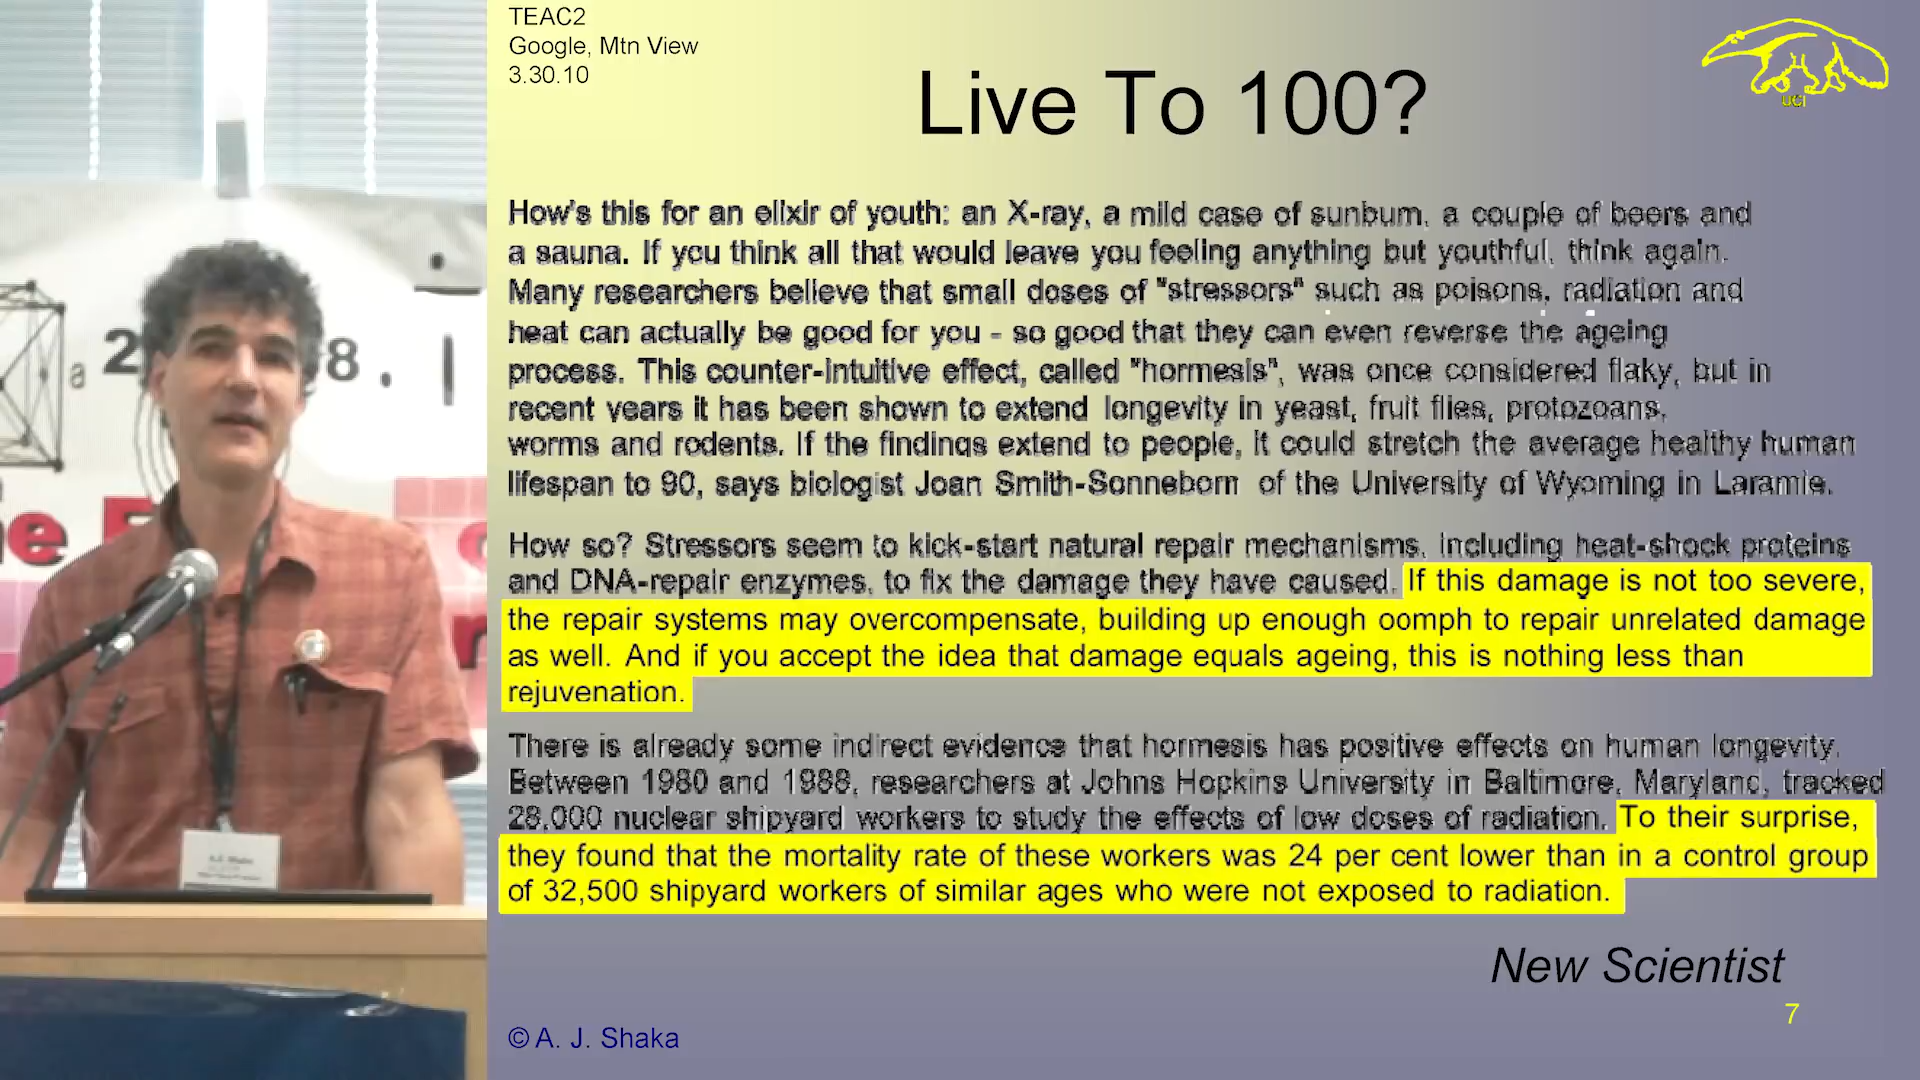 TEAC2
Google, Mtn View
3.30.10
Live To 100?
UCI
How's this for an elixir of youth: an X-ray, a mild case of sunburn, a couple of beers and
a sauna. If you think all that would leave you feeling anything but youthful, think again.
Many researchers believe that small doses of "stressors" such as poisons, radiation and
heat can actually be good for you - so good that they can even reverse the ageing
process. This counter-intuitive effect, called "hormesis", was once considered flaky, but in
recent years it has been shown to extend longevity in yeast, fruit flies, protozoans,
worms and rodents. If the findings extend to people, it could stretch the average healthy human
lifespan to 90, says biologist Joan Smith-Sonneborn of the University of Wyoming in Laramie.
How so? Stressors seem to kick-start natural repair mechanisms, including heat-shock proteins
and DNA-repair enzymes, to fix the damage they have caused. If this damage is not too severe,
the repair systems may overcompensate, building up enough oomph to repair unrelated damage
as well. And if you accept the idea that damage equals ageing, this is nothing less than
rejuvenation.
There is already some indirect evidence that hormesis has positive effects on human longevity.
Between 1980 and 1988, researchers at Johns Hopkins University in Baltimore, Maryland, tracked
28,000 nuclear shipyard workers to study the effects of low doses of radiation. To their surprise,
they found that the mortality rate of these workers was 24 per cent lower than in a control group
of 32,500 shipyard workers of similar ages who were not exposed to radiation.
New Scientist
7
© A. J. Shaka